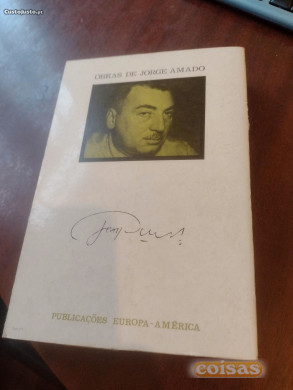 CustoJusto.pt
OBRAS DE JORGE AMADO
PUBLICAÇÕES EUROPA-AMÉRICA
coisas